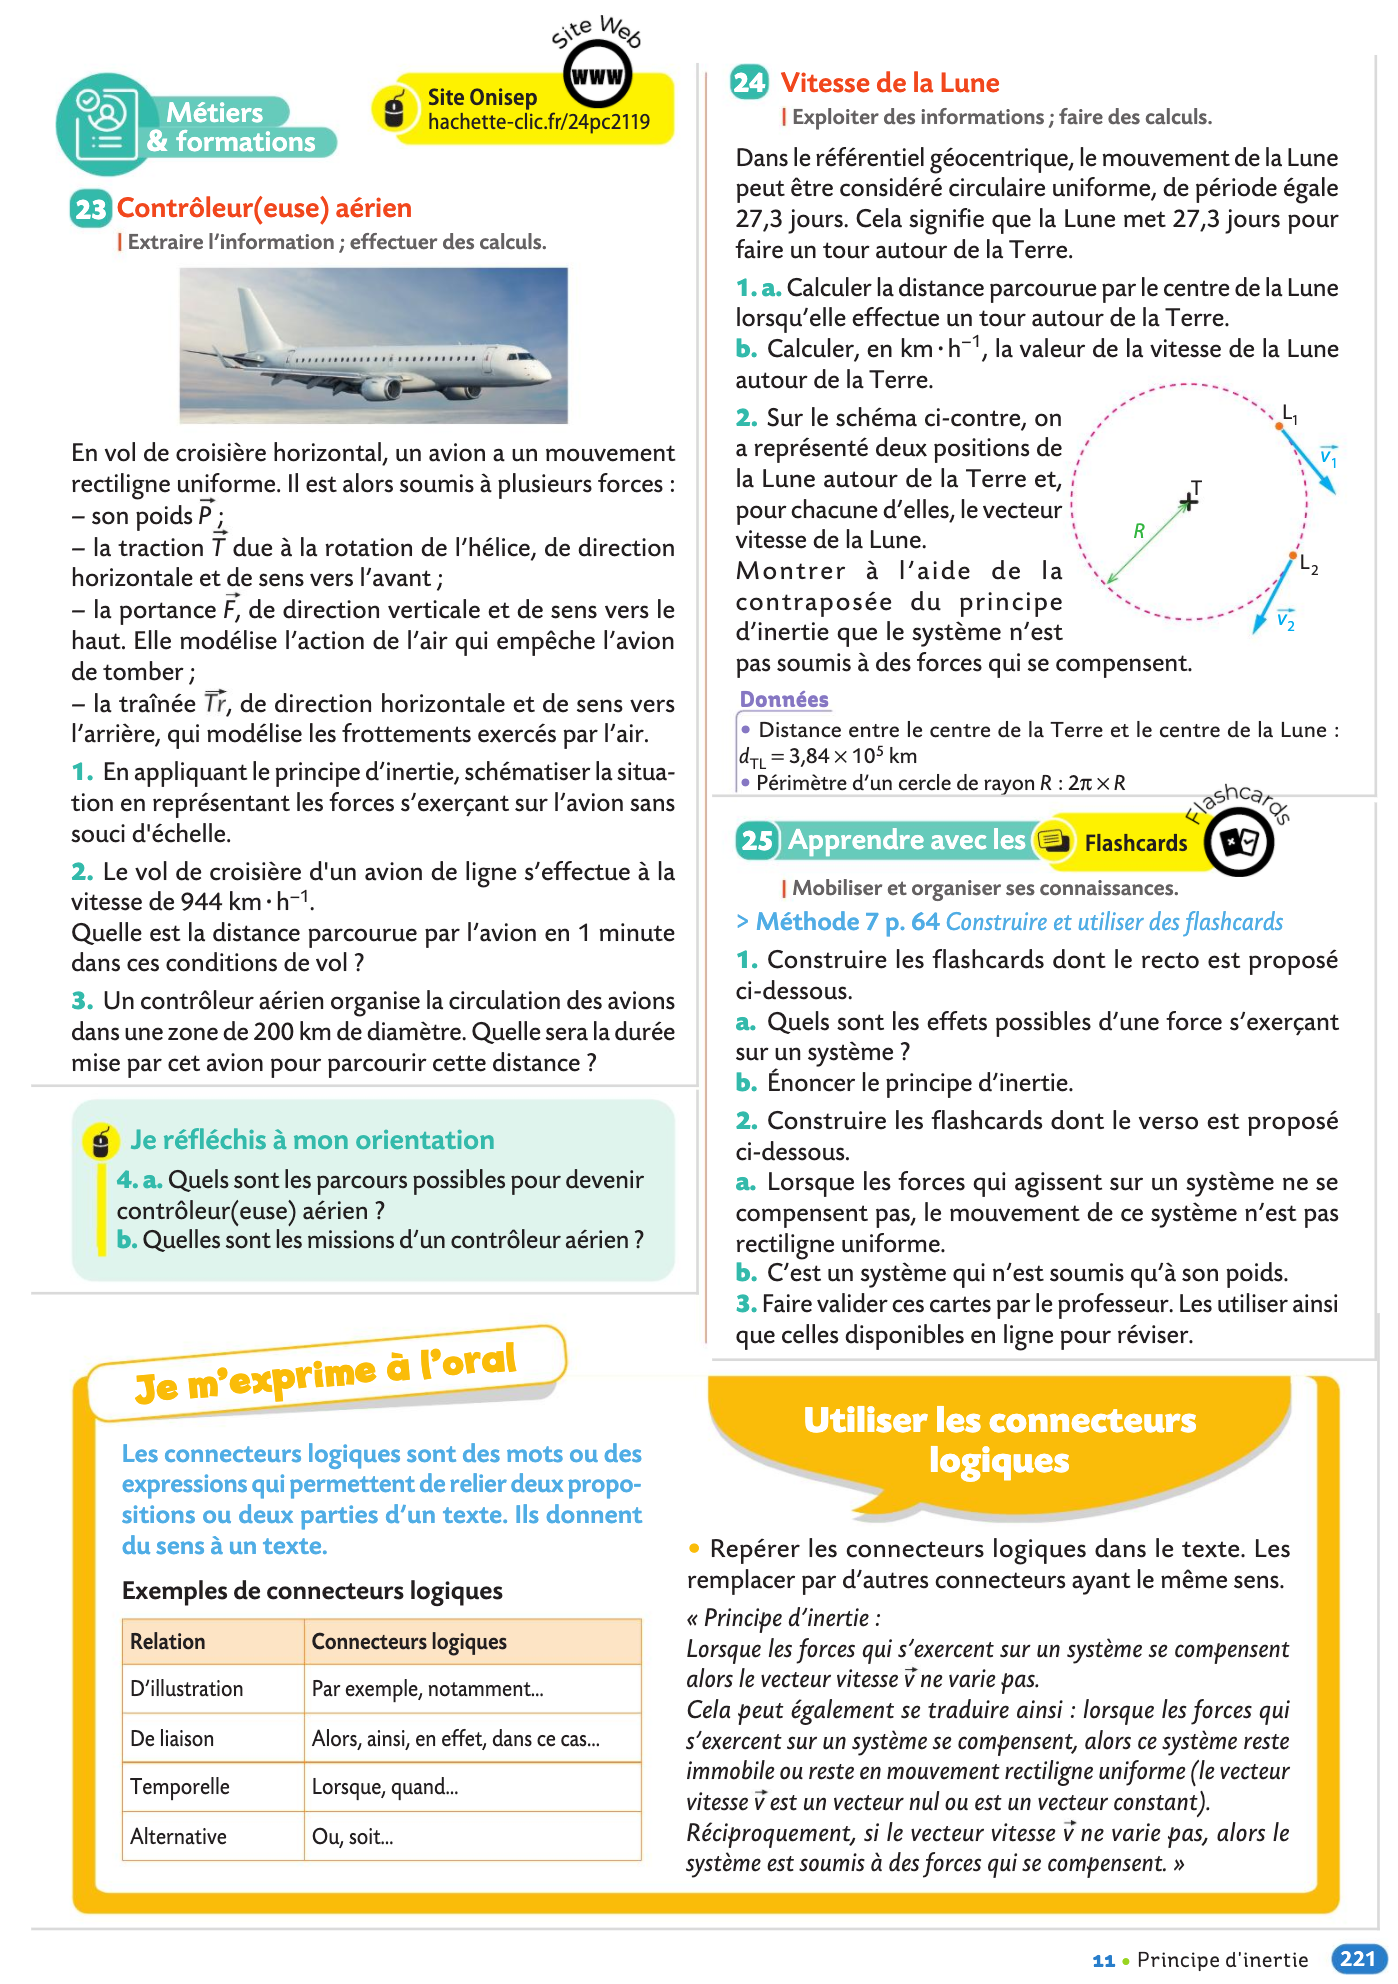 Métiers
& formations
Site Web
www
Site Onisep
hachette-clic.fr/24pc2119
23 Contrôleur(euse) aérien
| Extraire l'information ; effectuer des calculs.
En vol de croisière horizontal, un avion a un mouvement
rectiligne uniforme. Il est alors soumis à plusieurs forces :
– son poids P⃗ ;
– la traction T⃗ due à la rotation de l'hélice, de direction
horizontale et de sens vers l'avant ;
– la portance F⃗, de direction verticale et de sens vers le
haut. Elle modélise l'action de l'air qui empêche l'avion
de tomber ;
– la traînée T⃗r, de direction horizontale et de sens vers
l'arrière, qui modélise les frottements exercés par l'air.
1. En appliquant le principe d'inertie, schématiser la situa-
tion en représentant les forces s'exerçant sur l'avion sans
souci d'échelle.
2. Le vol de croisière d'un avion de ligne s'effectue à la
vitesse de 944 km·h⁻¹.
Quelle est la distance parcourue par l'avion en 1 minute
dans ces conditions de vol ?
3. Un contrôleur aérien organise la circulation des avions
dans une zone de 200 km de diamètre. Quelle sera la durée
mise par cet avion pour parcourir cette distance ?
Je réfléchis à mon orientation
4. a. Quels sont les parcours possibles pour devenir
contrôleur(euse) aérien ?
b. Quelles sont les missions d'un contrôleur aérien ?
24 Vitesse de la Lune
| Exploiter des informations ; faire des calculs.
Dans le référentiel géocentrique, le mouvement de la Lune
peut être considéré circulaire uniforme, de période égale
27,3 jours. Cela signifie que la Lune met 27,3 jours pour
faire un tour autour de la Terre.
1. a. Calculer la distance parcourue par le centre de la Lune
lorsqu'elle effectue un tour autour de la Terre.
b. Calculer, en km·h⁻¹, la valeur de la vitesse de la Lune
autour de la Terre.
2. Sur le schéma ci-contre, on
a représenté deux positions de
la Lune autour de la Terre et,
pour chacune d'elles, le vecteur
vitesse de la Lune.
Montrer à l'aide de la
contraposée du principe
d'inertie que le système n'est
pas soumis à des forces qui se compensent.
L₁
v⃗₁
T
R
L₂
v⃗₂
Données
• Distance entre le centre de la Terre et le centre de la Lune :
d_TL = 3,84 × 10⁵ km
• Périmètre d'un cercle de rayon R : 2π × R
25 Apprendre avec les Flashcards
Flashcards
| Mobiliser et organiser ses connaissances.
> Méthode 7 p. 64 Construire et utiliser des flashcards
1. Construire les flashcards dont le recto est proposé
ci-dessous.
a. Quels sont les effets possibles d'une force s'exerçant
sur un système ?
b. Énoncer le principe d'inertie.
2. Construire les flashcards dont le verso est proposé
ci-dessous.
a. Lorsque les forces qui agissent sur un système ne se
compensent pas, le mouvement de ce système n'est pas
rectiligne uniforme.
b. C'est un système qui n'est soumis qu'à son poids.
3. Faire valider ces cartes par le professeur. Les utiliser ainsi
que celles disponibles en ligne pour réviser.
Je m'exprime à l'oral
Les connecteurs logiques sont des mots ou des
expressions qui permettent de relier deux propo-
sitions ou deux parties d'un texte. Ils donnent
du sens à un texte.
Exemples de connecteurs logiques
Relation Connecteurs logiques
D'illustration Par exemple, notamment...
De liaison Alors, ainsi, en effet, dans ce cas...
Temporelle Lorsque, quand...
Alternative Ou, soit...
Utiliser les connecteurs
logiques
• Repérer les connecteurs logiques dans le texte. Les
remplacer par d'autres connecteurs ayant le même sens.
« Principe d'inertie :
Lorsque les forces qui s'exercent sur un système se compensent
alors le vecteur vitesse v⃗ ne varie pas.
Cela peut également se traduire ainsi : lorsque les forces qui
s'exercent sur un système se compensent, alors ce système reste
immobile ou reste en mouvement rectiligne uniforme (le vecteur
vitesse v⃗ est un vecteur nul ou est un vecteur constant).
Réciproquement, si le vecteur vitesse v⃗ ne varie pas, alors le
système est soumis à des forces qui se compensent. »
11 • Principe d'inertie 221